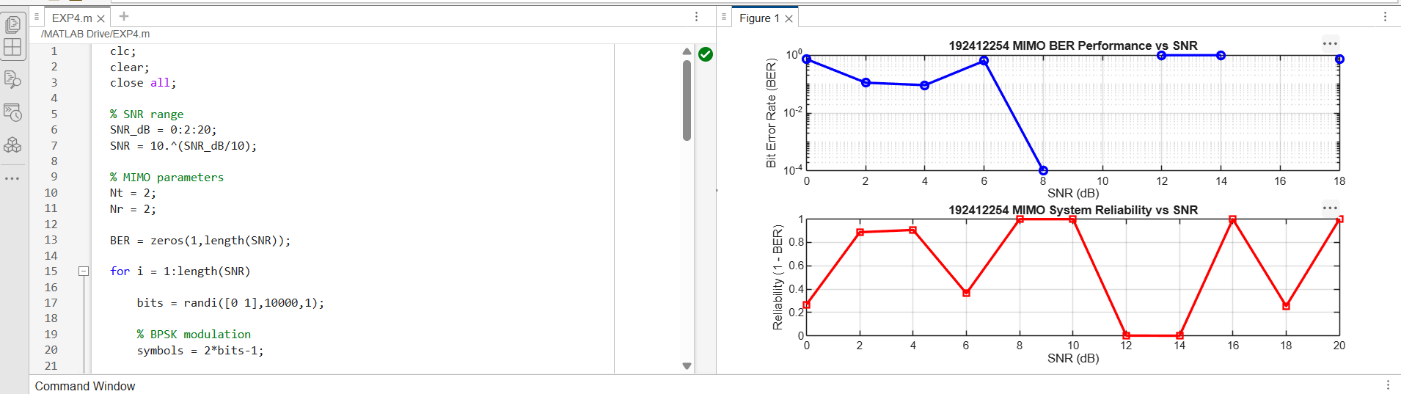 EXP4.m
/MATLAB Drive/EXP4.m
1 clc;
2 clear;
3 close all;
4
5 % SNR range
6 SNR_dB = 0:2:20;
7 SNR = 10.^(SNR_dB/10);
8
9 % MIMO parameters
10 Nt = 2;
11 Nr = 2;
12
13 BER = zeros(1,length(SNR));
14
15 for i = 1:length(SNR)
16
17 bits = randi([0 1],10000,1);
18
19 % BPSK modulation
20 symbols = 2*bits-1;
21
Command Window
Figure 1
192412254 MIMO BER Performance vs SNR
Bit Error Rate (BER)
10^0
10^-2
10^-4
0 2 4 6 8 10 12 14 16 18
SNR (dB)
192412254 MIMO System Reliability vs SNR
Reliability (1 - BER)
1
0.8
0.6
0.4
0.2
0
0 2 4 6 8 10 12 14 16 18 20
SNR (dB)